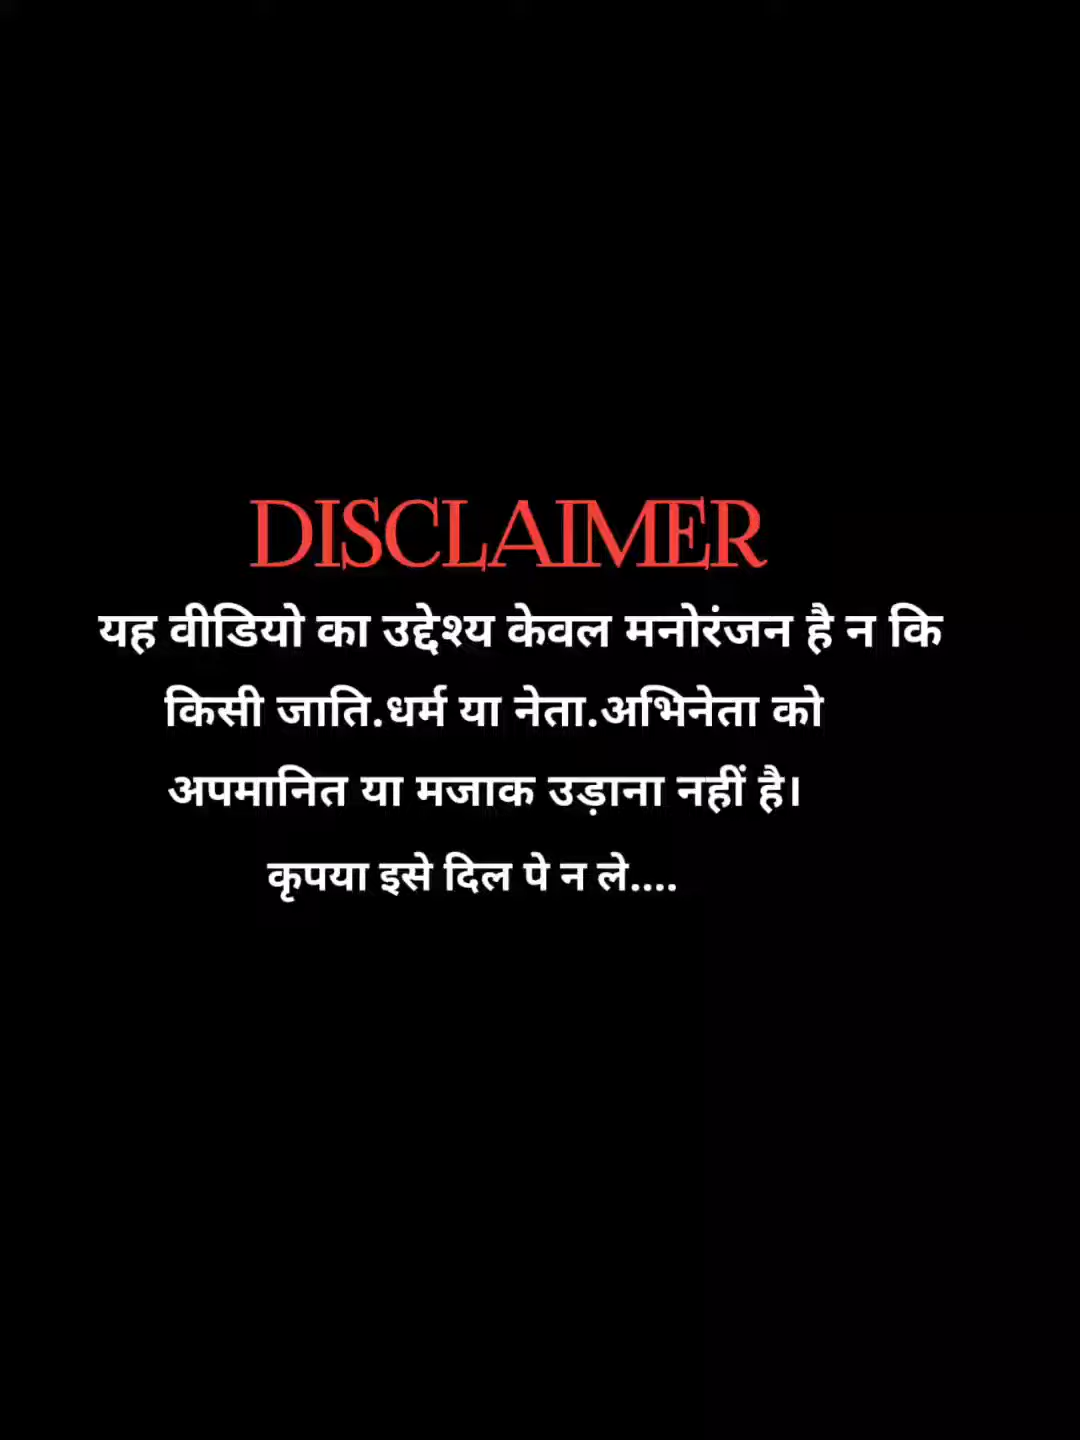 DISCLAIMER
यह वीडियो का उद्देश्य केवल मनोरंजन है न कि
किसी जाति.धर्म या नेता.अभिनेता को
अपमानित या मजाक उड़ाना नहीं है।
कृपया इसे दिल पे न ले....